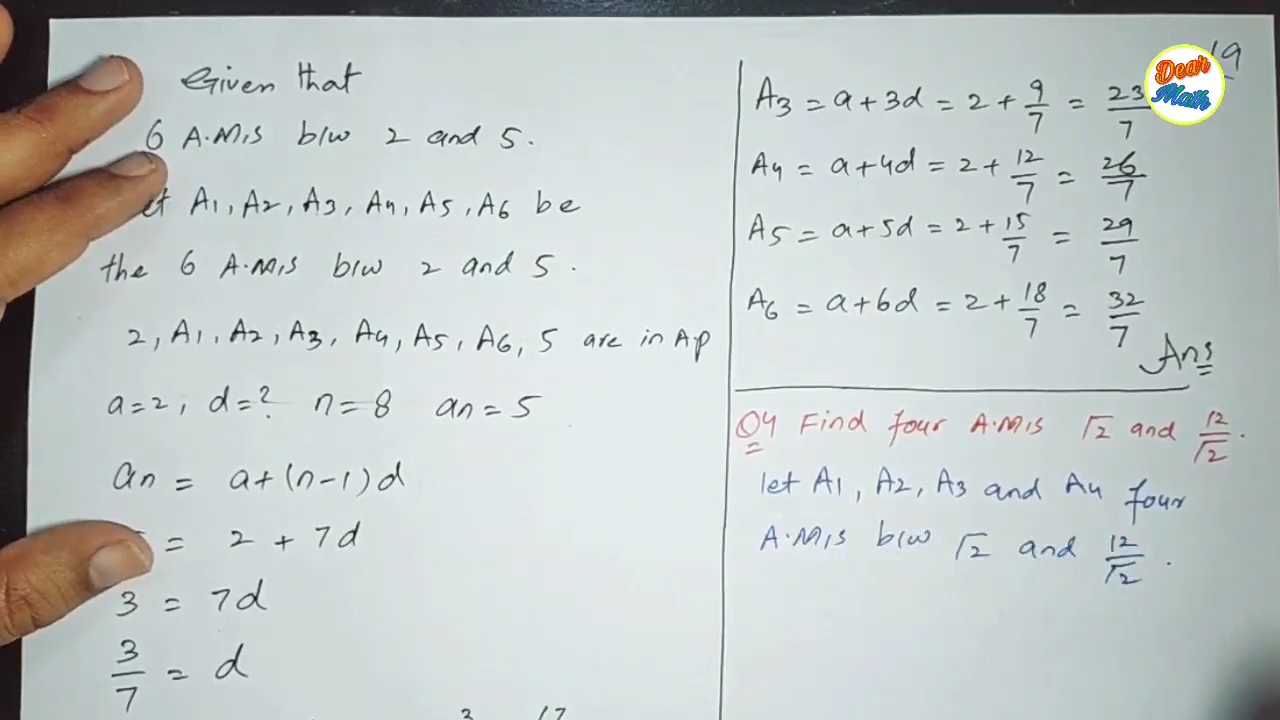 Given that
6 A.M,s b/w 2 and 5.
A1, A2, A3, A4, A5, A6 be
the 6 A.M,s b/w 2 and 5.
2, A1, A2, A3, A4, A5, A6, 5 are in Ap
a=2, d=? n=8 an=5
an = a+(n-1)d
= 2 + 7d
3 = 7d
3/7 = d
19
Dear Math
A3 = a+3d = 2+9/7 = 23/7
A4 = a+4d = 2+12/7 = 26/7
A5 = a+5d = 2+15/7 = 29/7
A6 = a+6d = 2+18/7 = 32/7
Ans
Q4 Find four A.M,s √2 and 12/√2.
let A1, A2, A3 and A4 four
A.M,s b/w √2 and 12/√2.